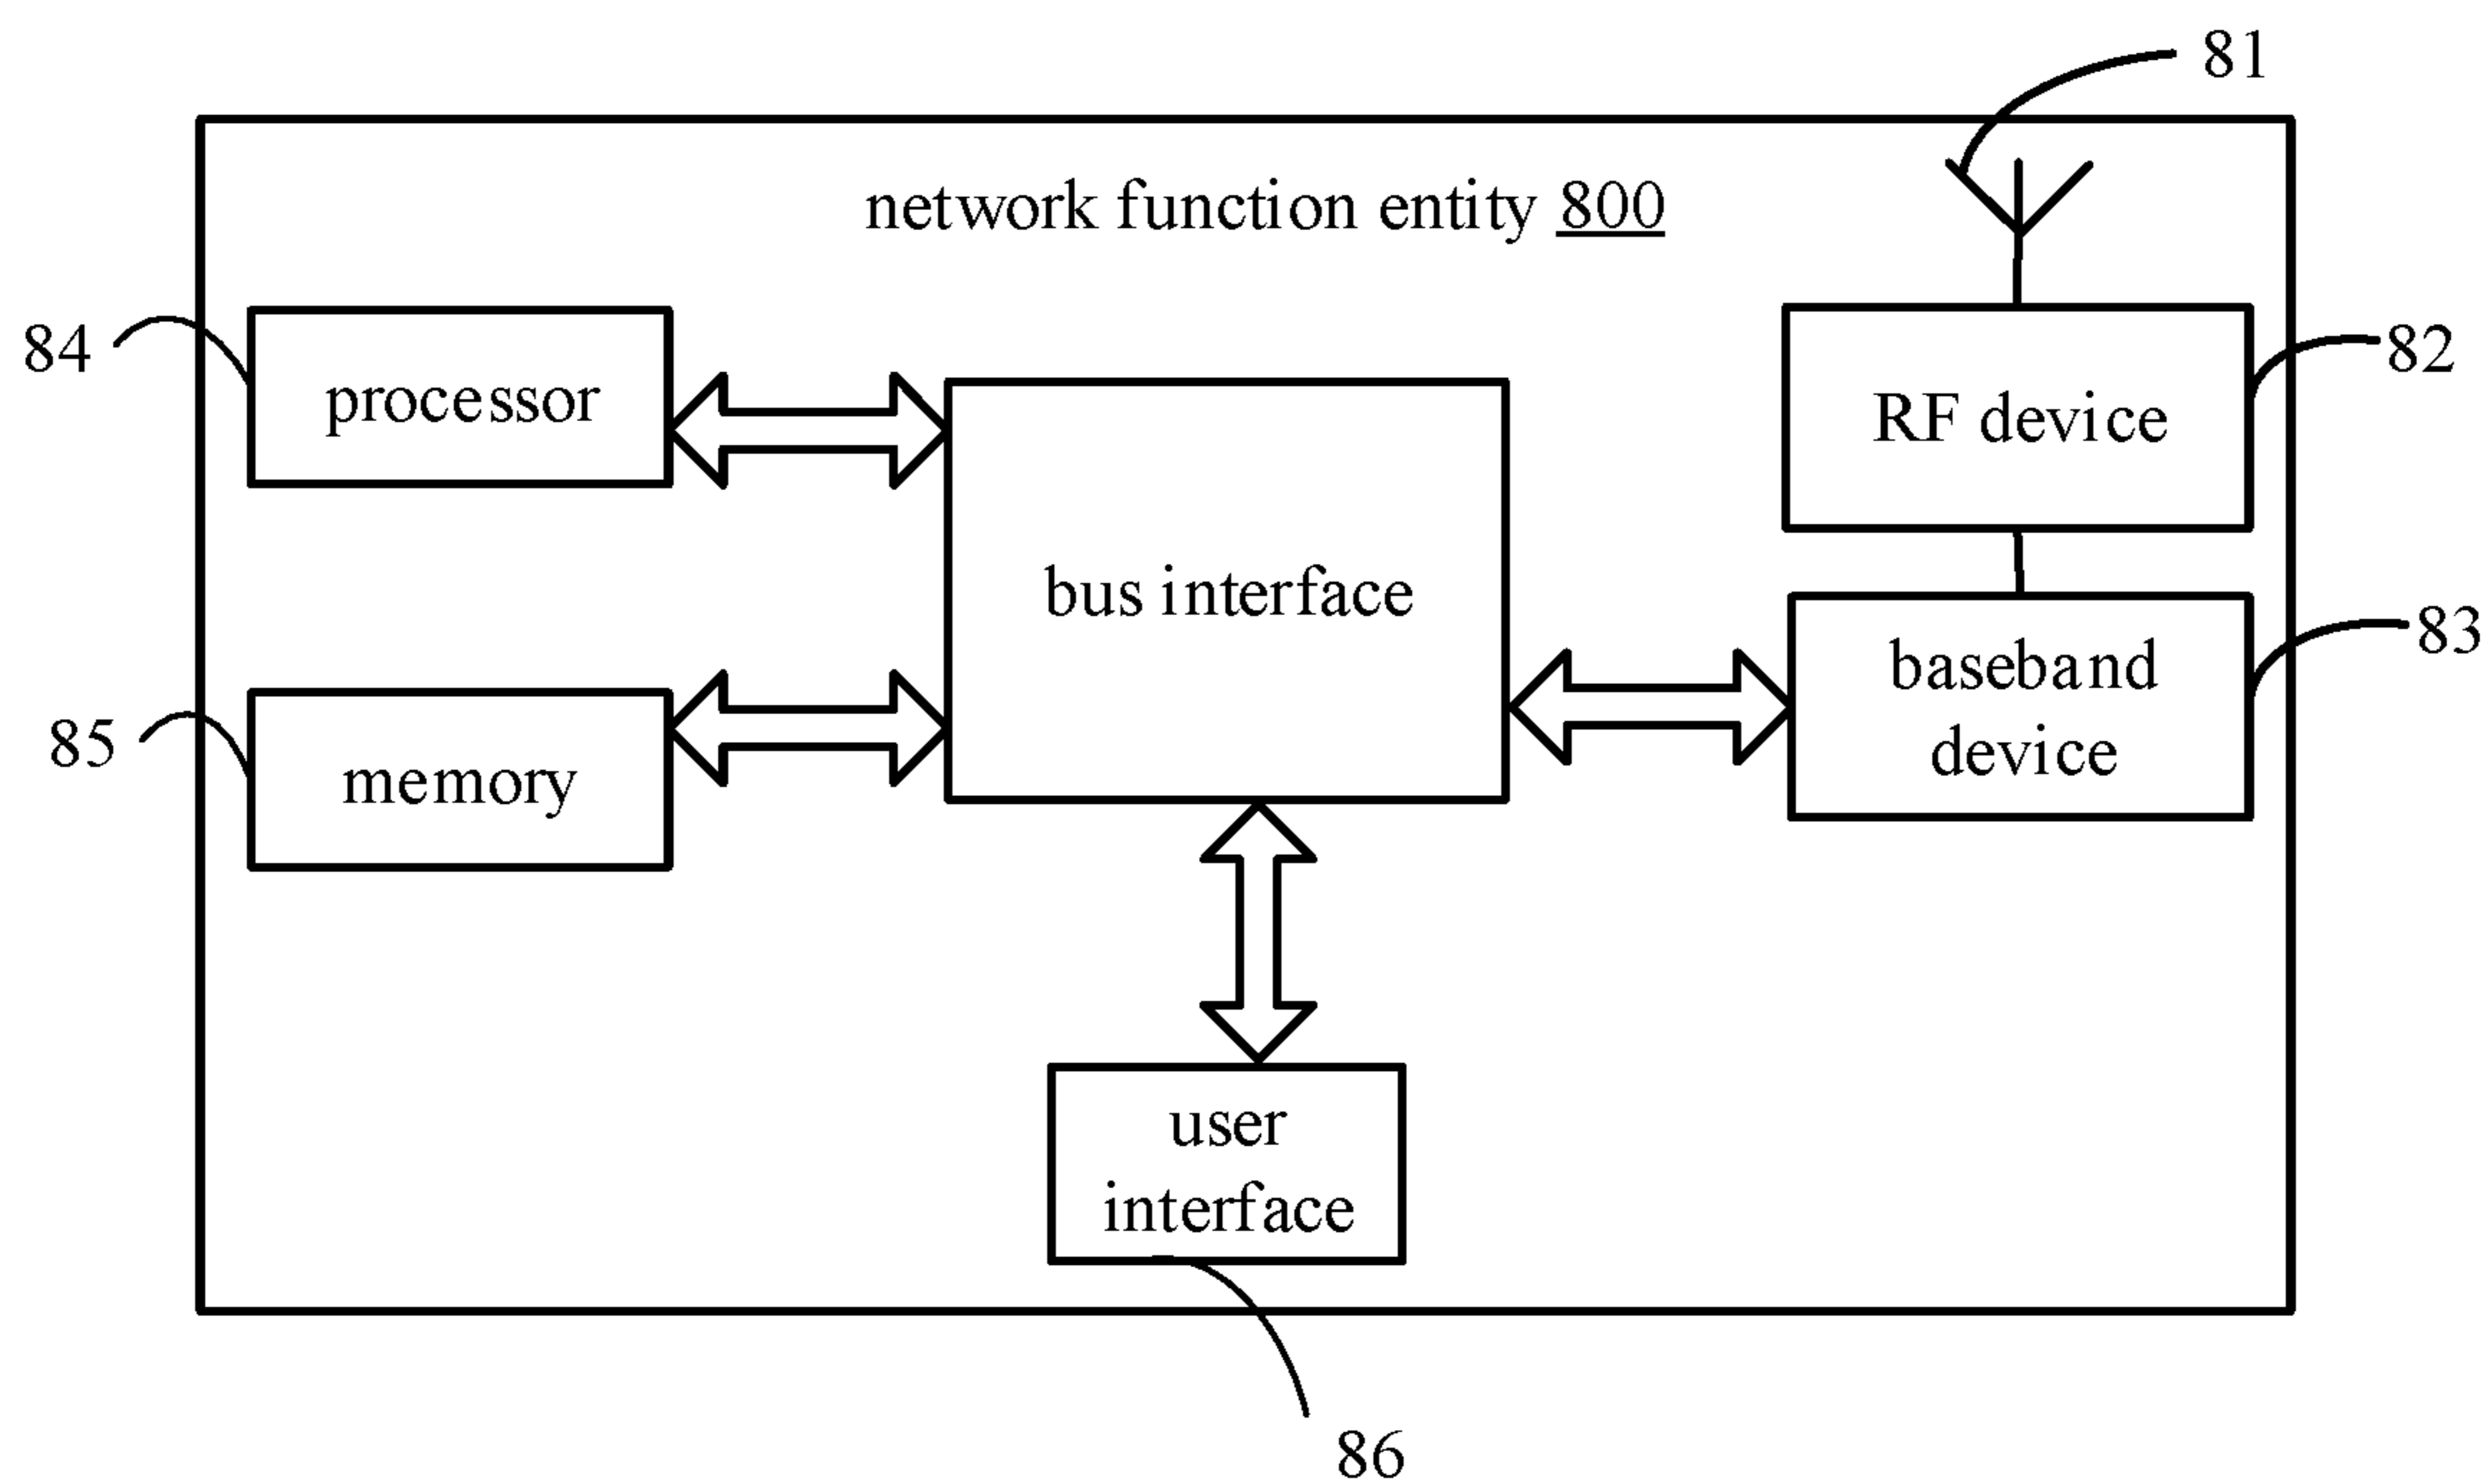 81
network function entity 800
84
processor
RF device
82
bus interface
baseband
device
83
85
memory
user
interface
86